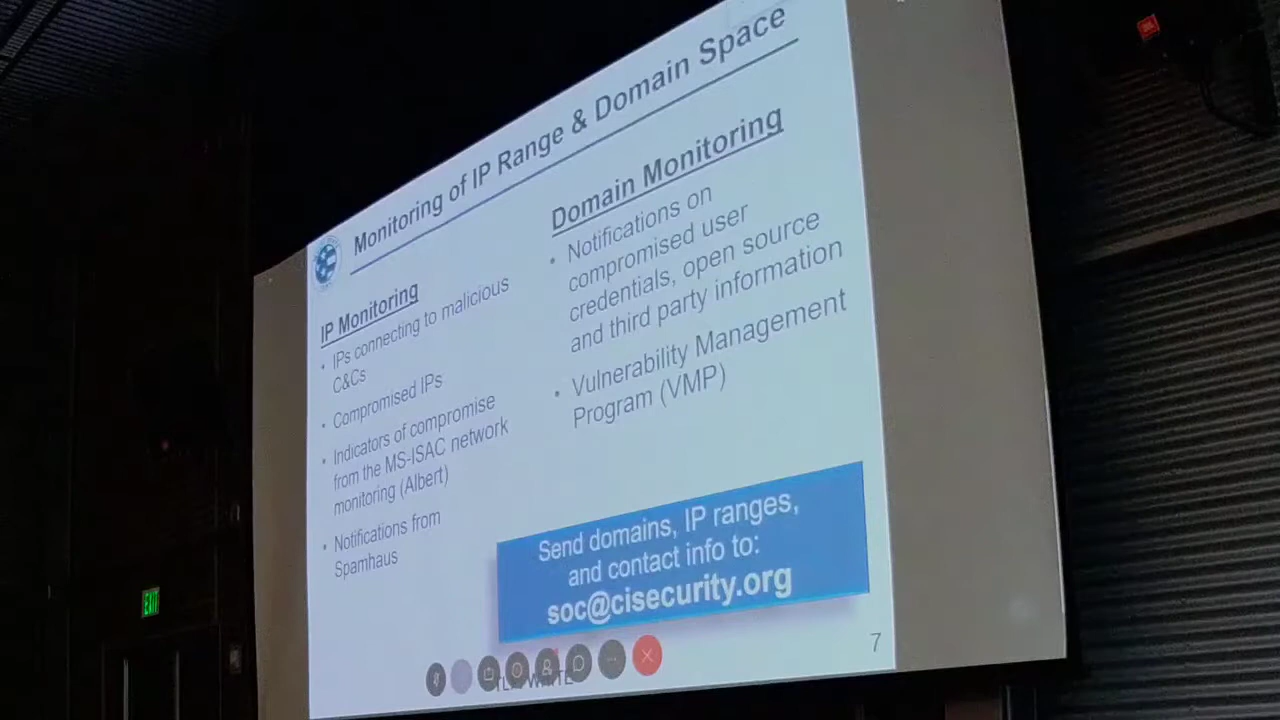 Monitoring of IP Range & Domain Space
IP Monitoring
• IPs connecting to malicious
C&Cs
• Compromised IPs
• Indicators of compromise
from the MS-ISAC network
monitoring (Albert)
• Notifications from
Spamhaus
Domain Monitoring
• Notifications on
compromised user
credentials, open source
and third party information
• Vulnerability Management
Program (VMP)
Send domains, IP ranges,
and contact info to:
soc@cisecurity.org
7
EXIT